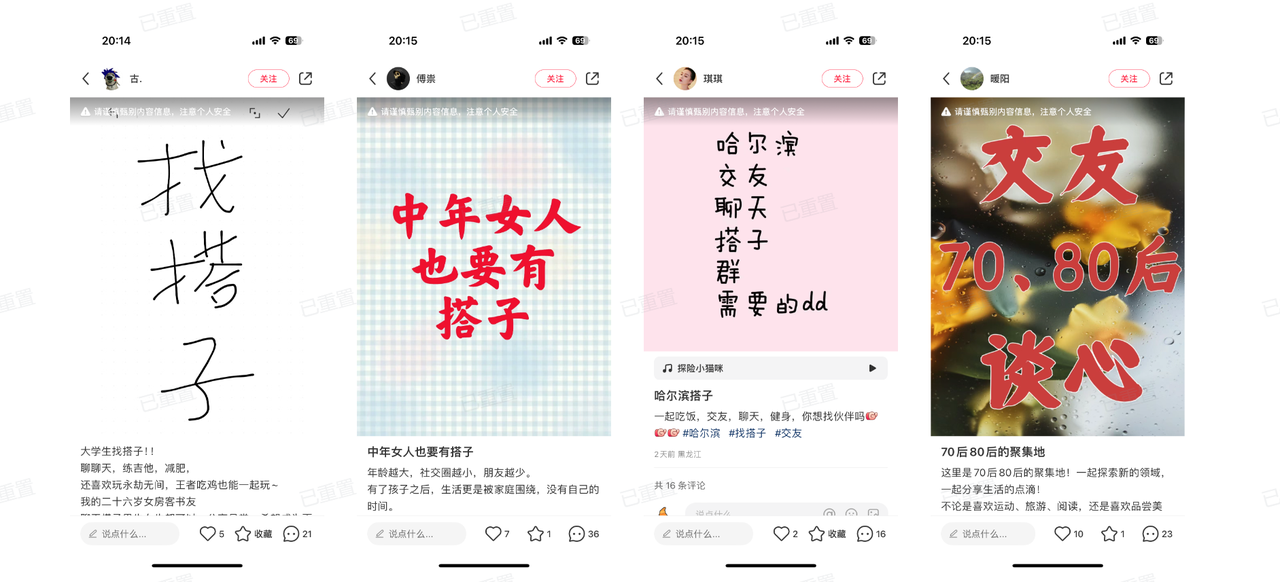 20:14
69
古.
关注
请谨慎甄别内容信息，注意个人安全
找
搭
子
大学生找搭子!!
聊聊天，练吉他，减肥，
还喜欢玩永劫无间，王者吃鸡也能一起玩~
我的二十六岁女房客书友
说点什么...
5
收藏
21
20:15
69
傅祟
关注
请谨慎甄别内容信息，注意个人安全
中年女人
也要有
搭子
中年女人也要有搭子
年龄越大，社交圈越小，朋友越少。
有了孩子之后，生活更是被家庭围绕，没有自己的
时间。
说点什么...
7
1
36
20:15
69
琪琪
关注
请谨慎甄别内容信息，注意个人安全
哈尔滨
交友
聊天
搭子
群
需要的dd
探险小猫咪
哈尔滨搭子
一起吃饭，交友，聊天，健身，你想找伙伴吗
#哈尔滨 #找搭子 #交友
2天前 黑龙江
共 16 条评论
说点什么...
2
收藏
16
20:15
69
暖阳
关注
请谨慎甄别内容信息，注意个人安全
交友
70、80后
谈心
70后80后的聚集地
这里是70后80后的聚集地！一起探索新的领域，
一起分享生活的点滴！
不论是喜欢运动、旅游、阅读，还是喜欢品尝美
说点什么...
10
1
23
已重置